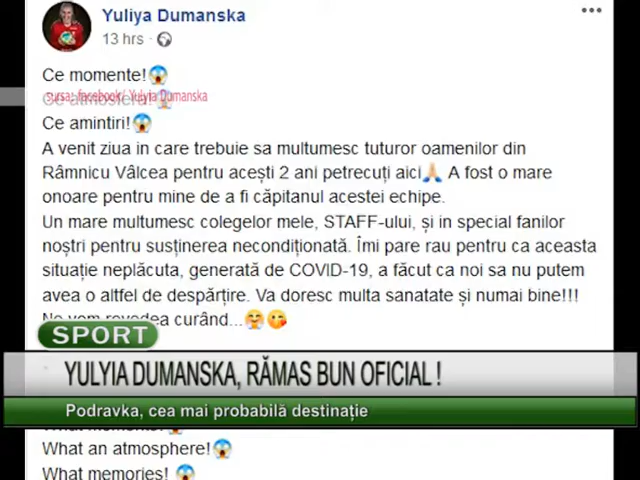 Yuliya Dumanska
13 hrs ·
Ce momente!😱
sursa: facebook/ Yulyia Dumanska
Ce atmosfera!
Ce amintiri!😱
A venit ziua in care trebuie sa multumesc tuturor oamenilor din
Râmnicu Vâlcea pentru acești 2 ani petrecuți aici🙏 A fost o mare
onoare pentru mine de a fi căpitanul acestei echipe.
Un mare multumesc colegelor mele, STAFF-ului, și in special fanilor
noștri pentru susținerea necondiționată. Îmi pare rau pentru ca aceasta
situație neplăcuta, generată de COVID-19, a făcut ca noi sa nu putem
avea o altfel de despărțire. Va doresc multa sanatate și numai bine!!!
Ne vom revedea curând...🤗😘
SPORT
YULYIA DUMANSKA, RĂMAS BUN OFICIAL !
Podravka, cea mai probabilă destinație
What an atmosphere!😱
What memories!😱